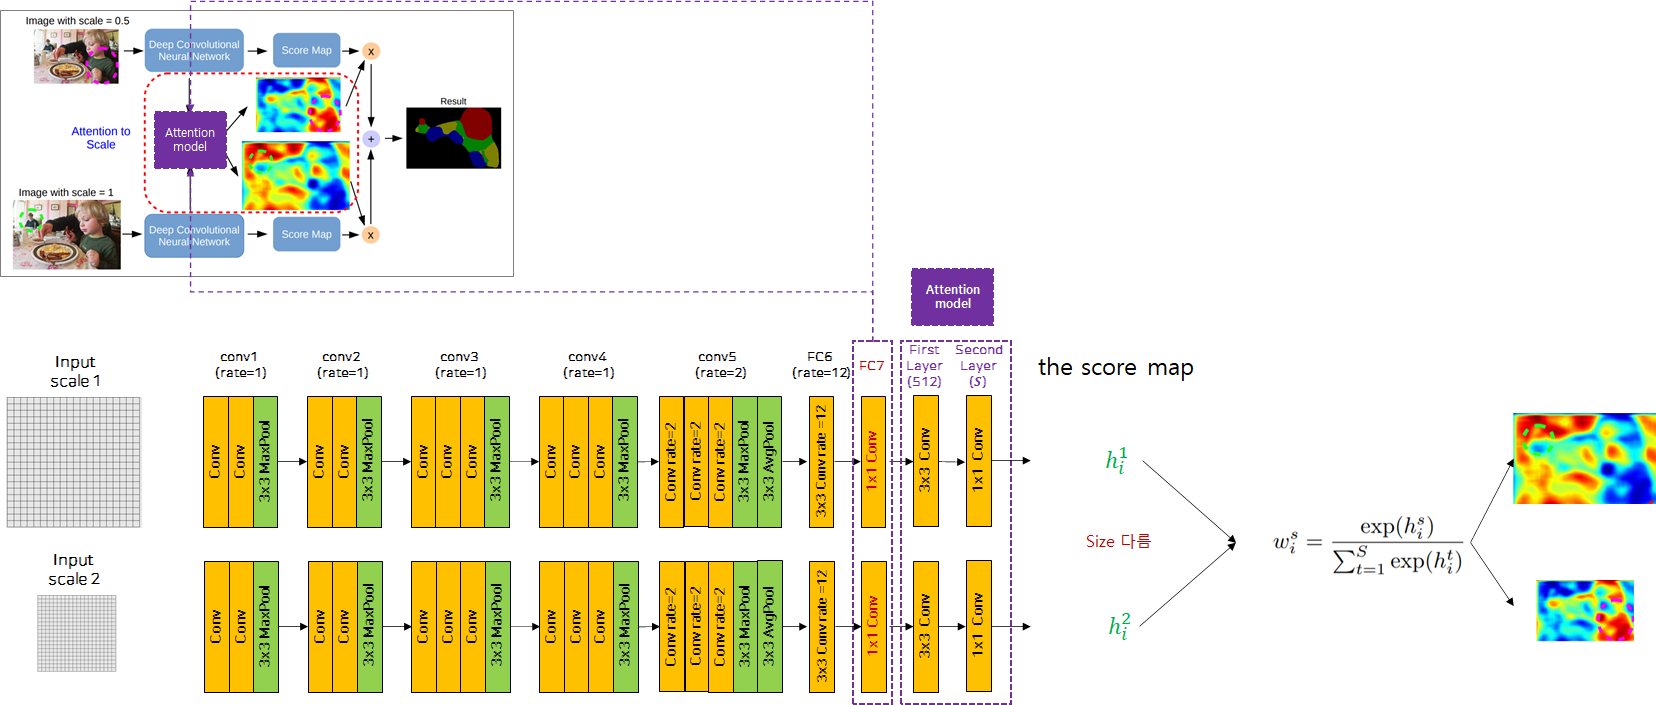 Image with scale = 0.5
Deep Convolutional
Neural Network
Score Map
x
Attention to
Scale
Attention
model
Result
+
Image with scale = 1
Deep Convolutional
Neural Network
Score Map
x
Attention
model
Input
scale 1
conv1
(rate=1)
conv2
(rate=1)
conv3
(rate=1)
conv4
(rate=1)
conv5
(rate=2)
FC6
(rate=12)
FC7
First
Layer
(512)
Second
Layer
(S)
the score map
Conv
Conv
3x3 MaxPool
Conv
Conv
3x3 MaxPool
Conv
Conv
Conv
3x3 MaxPool
Conv
Conv
Conv
3x3 MaxPool
Conv rate=2
Conv rate=2
Conv rate=2
3x3 MaxPool
3x3 AvgPool
3x3 Conv rate =12
1x1 Conv
3x3 Conv
1x1 Conv
h_i^1
Size 다름
w_i^s = exp(h_i^s) / ∑_{t=1}^S exp(h_i^t)
h_i^2
Input
scale 2
Conv
Conv
3x3 MaxPool
Conv
Conv
3x3 MaxPool
Conv
Conv
Conv
3x3 MaxPool
Conv
Conv
Conv
3x3 MaxPool
Conv rate=2
Conv rate=2
Conv rate=2
3x3 MaxPool
3x3 AvgPool
3x3 Conv rate =12
1x1 Conv
3x3 Conv
1x1 Conv